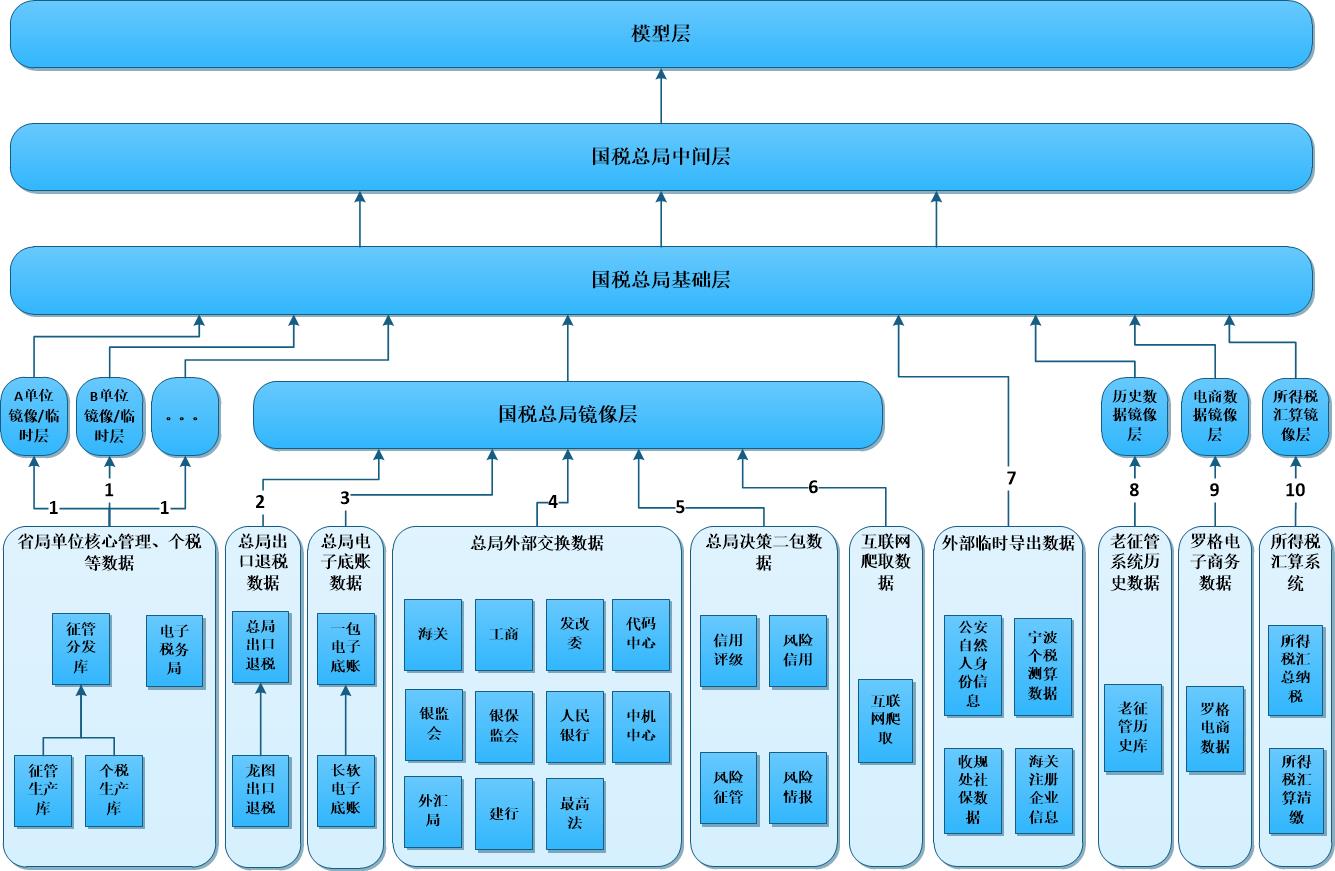 模型层
国税总局中间层
国税总局基础层
A单位
镜像/临
时层
B单位
镜像/临
时层
。。。
国税总局镜像层
历史数
据镜像
层
电商数
据镜像
层
所得税
汇算镜
像层
1
1
1
2
3
4
5
6
7
8
9
10
省局单位核心管理、个税
等数据
征管
分发
库
电子
税务
局
征管
生产
库
个税
生产
库
总局出
口退税
数据
总局
出口
退税
龙图
出口
退税
总局电
子底账
数据
一包
电子
底账
长软
电子
底账
总局外部交换数据
海关
工商
发改
委
代码
中心
银监
会
银保
监会
人民
银行
中机
中心
外汇
局
建行
最高
法
总局决策二包数
据
信用
评级
风险
信用
风险
征管
风险
情报
互联网
爬取数
据
互联
网爬
取
外部临时导出数据
公安
自然
人身
份信
息
宁波
个税
测算
数据
收规
处社
保数
据
海关
注册
企业
信息
老征管
系统历
史数据
老征
管历
史库
罗格电
子商务
数据
罗格
电商
数据
所得税
汇算系
统
所得
税汇
总纳
税
所得
税汇
算清
缴